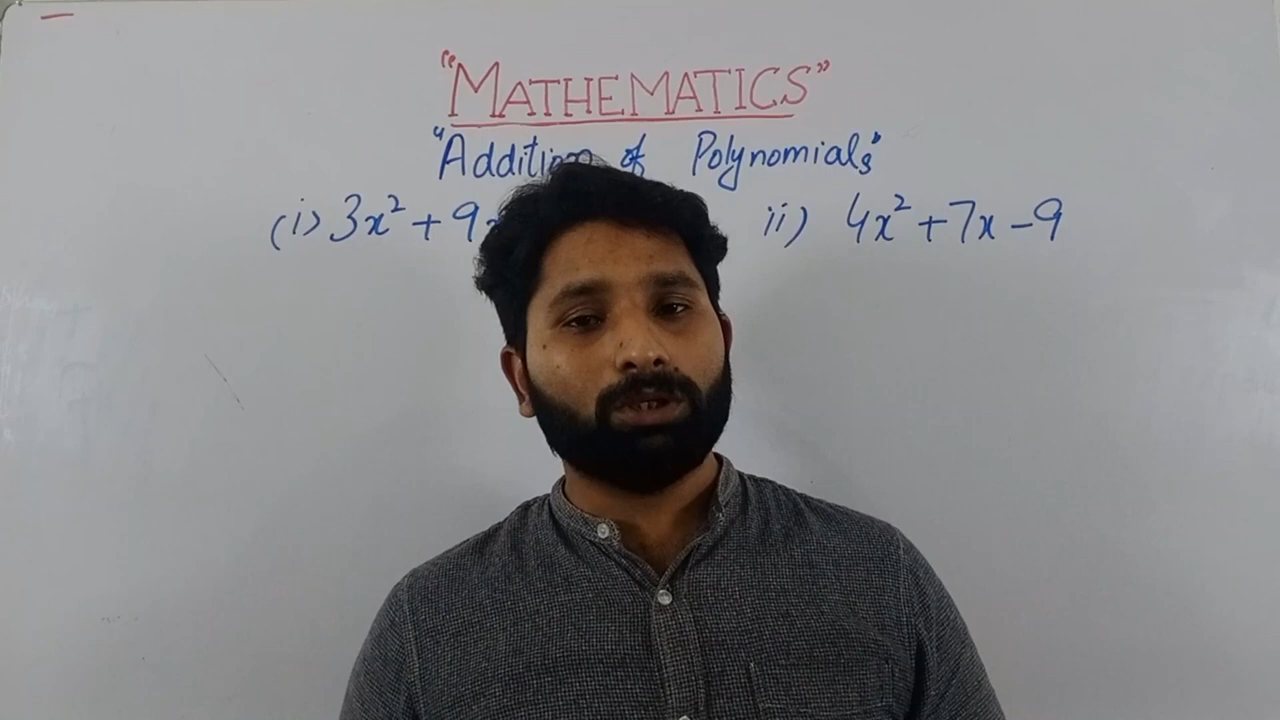 "MATHEMATICS"
"Addition of Polynomials"
(i) 3x² + 9 ii) 4x² + 7x - 9